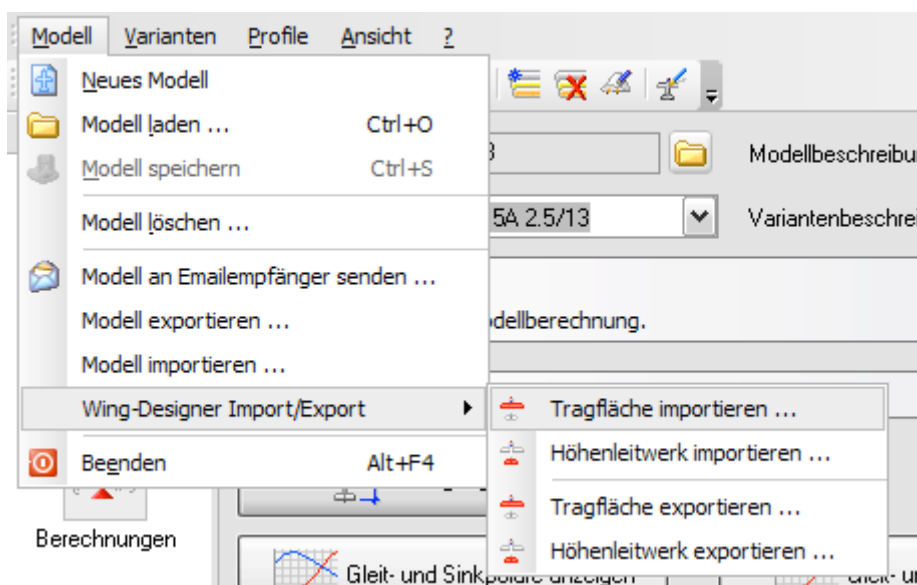 Modell Varianten Profile Ansicht ?
Neues Modell
Modell laden ... Ctrl+O
Modell speichern Ctrl+S
Modell löschen ...
Modell an Emailempfänger senden ...
Modell exportieren ...
Modell importieren ...
Wing-Designer Import/Export
Beenden Alt+F4
Tragfläche importieren ...
Höhenleitwerk importieren ...
Tragfläche exportieren ...
Höhenleitwerk exportieren ...
Modellbeschreibu
5A 2.5/13 Variantenbeschrei
dellberechnung.
Berechnungen
Gleit- und Sinkpolare anzeigen